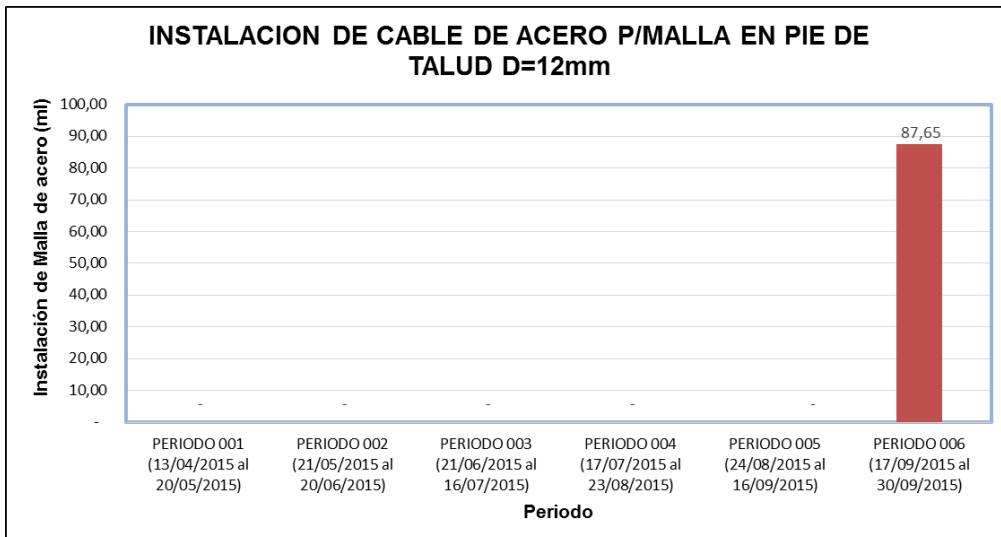 INSTALACION DE CABLE DE ACERO P/MALLA EN PIE DE
TALUD D=12mm
Instalación de Malla de acero (ml)
100,00
90,00
80,00
70,00
60,00
50,00
40,00
30,00
20,00
10,00
-
-
-
-
-
-
87,65
PERIODO 001
(13/04/2015 al
20/05/2015)
PERIODO 002
(21/05/2015 al
20/06/2015)
PERIODO 003
(21/06/2015 al
16/07/2015)
PERIODO 004
(17/07/2015 al
23/08/2015)
PERIODO 005
(24/08/2015 al
16/09/2015)
PERIODO 006
(17/09/2015 al
30/09/2015)
Periodo